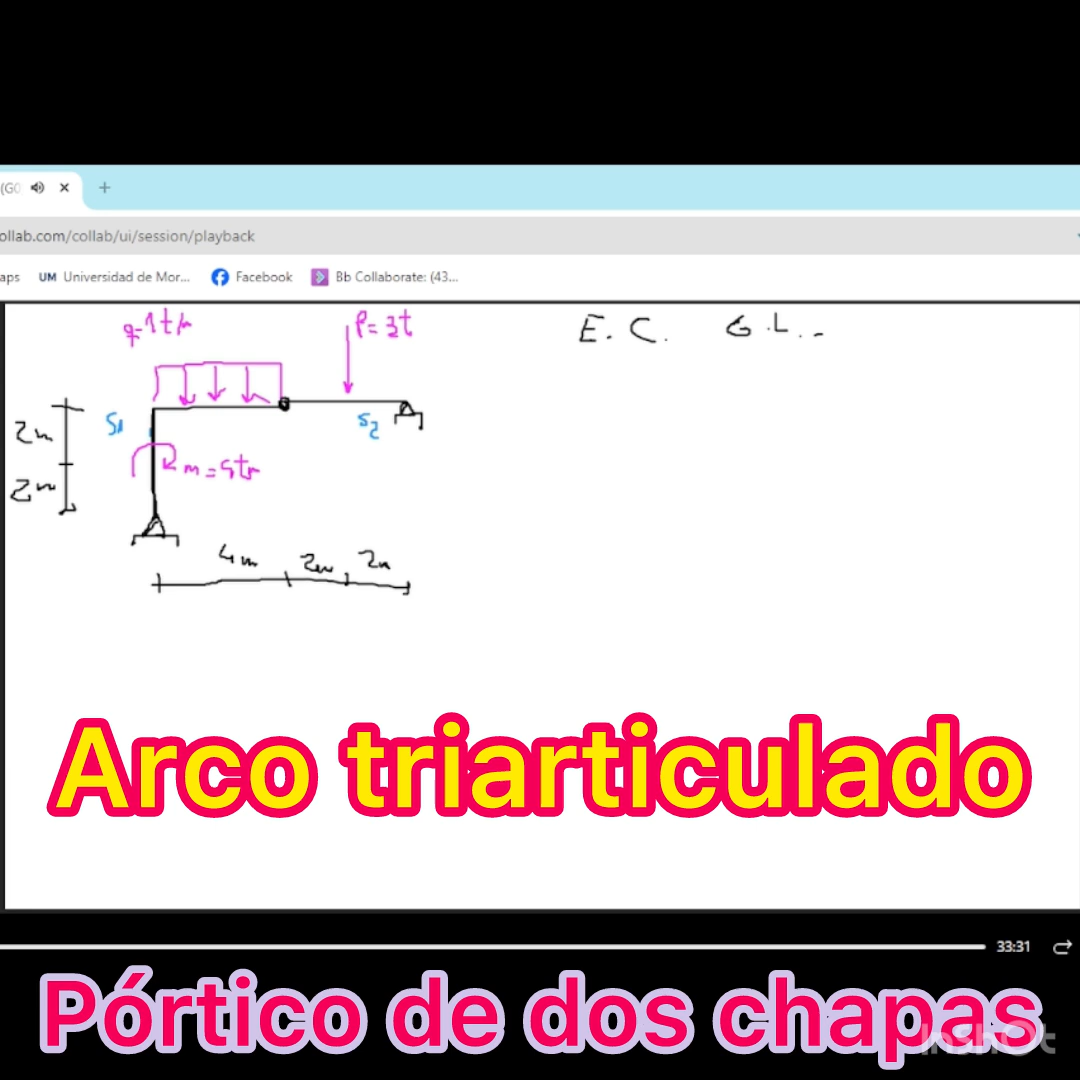 (G0
ollab.com/collab/ui/session/playback
aps UM Universidad de Mor... Facebook Bb Collaborate: (43...
q=1t/m
P=3t
E.C. G.L..
S1
S2
2m
2m
4m 2m 2m
Arco triarticulado
33:31
Pórtico de dos chapas
InShOt